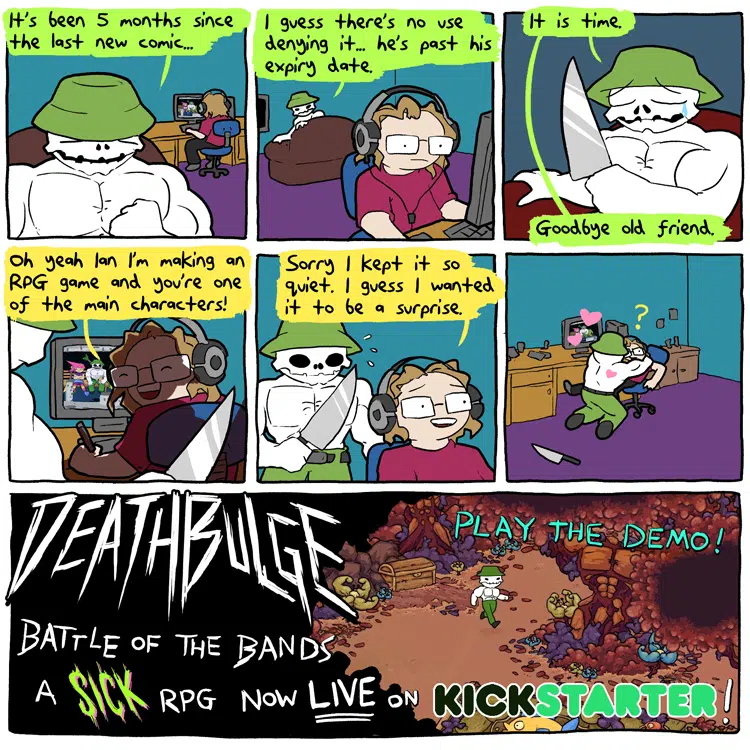 It's been 5 months since
the last new comic...
I guess there's no use
denying it... he's past his
expiry date.
It is time.
Goodbye old friend.
Oh yeah Ian I'm making an
RPG game and you're one
of the main characters!
Sorry I kept it so
quiet. I guess I wanted
it to be a surprise.
?
DEATHBULGE
BATTLE OF THE BANDS
A SICK RPG NOW LIVE ON KICKSTARTER!
PLAY THE DEMO!